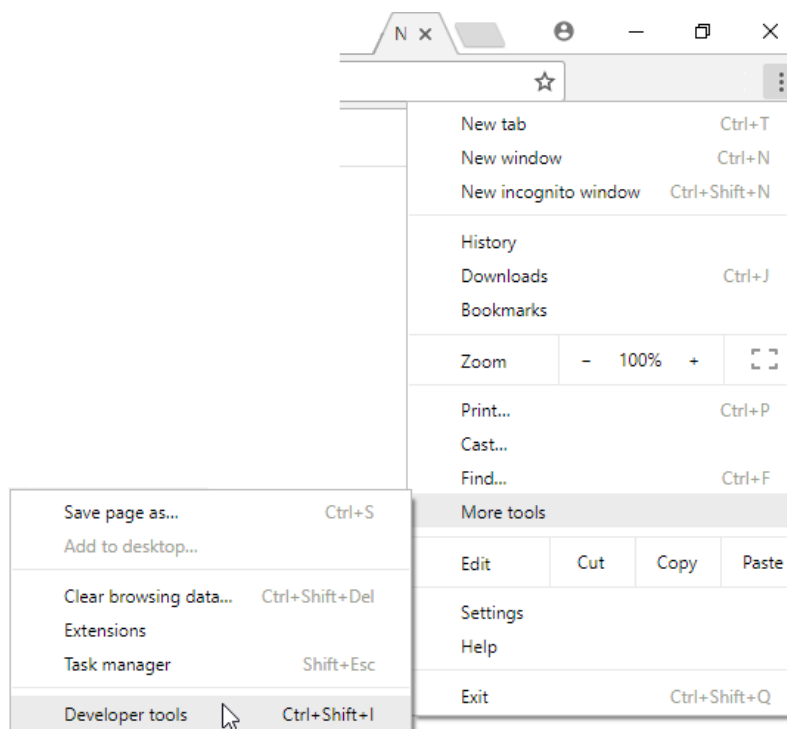 N
New tab Ctrl+T
New window Ctrl+N
New incognito window Ctrl+Shift+N
History
Downloads Ctrl+J
Bookmarks
Zoom - 100% +
Print... Ctrl+P
Cast...
Find... Ctrl+F
More tools
Edit Cut Copy Paste
Settings
Help
Exit Ctrl+Shift+Q
Save page as... Ctrl+S
Add to desktop...
Clear browsing data... Ctrl+Shift+Del
Extensions
Task manager Shift+Esc
Developer tools Ctrl+Shift+I